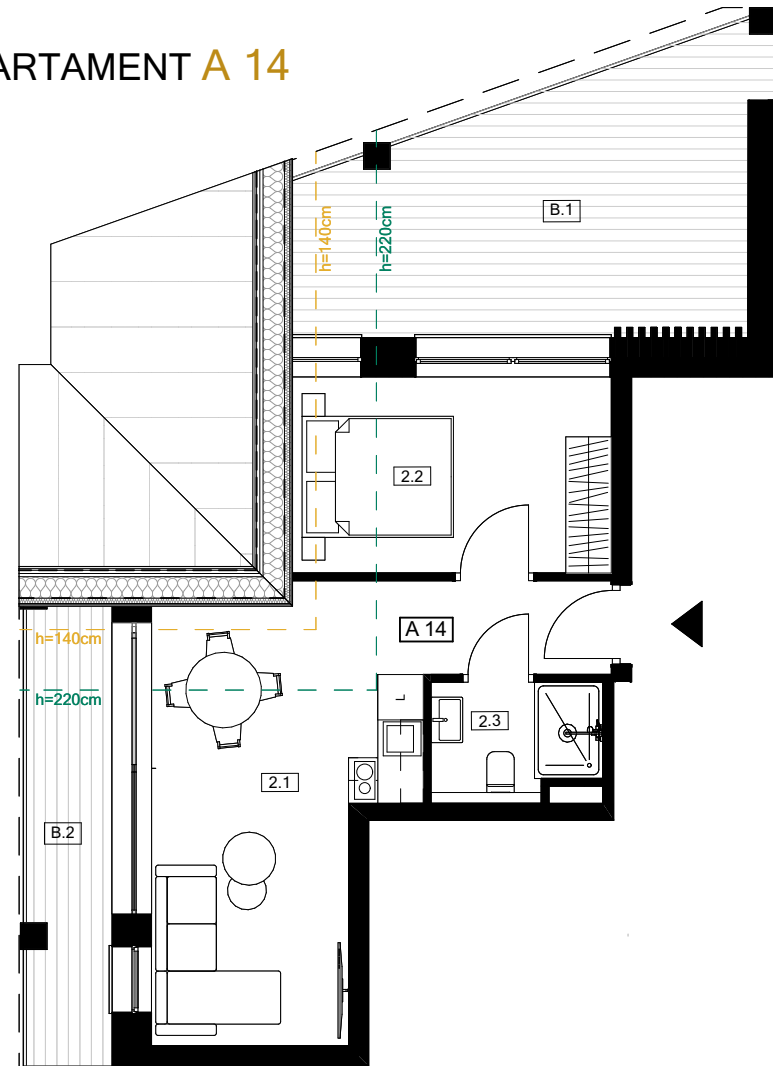 ARTAMENT A 14
B.1
h=140cm
h=220cm
2.2
A 14
h=140cm
h=220cm
L
2.3
2.1
B.2